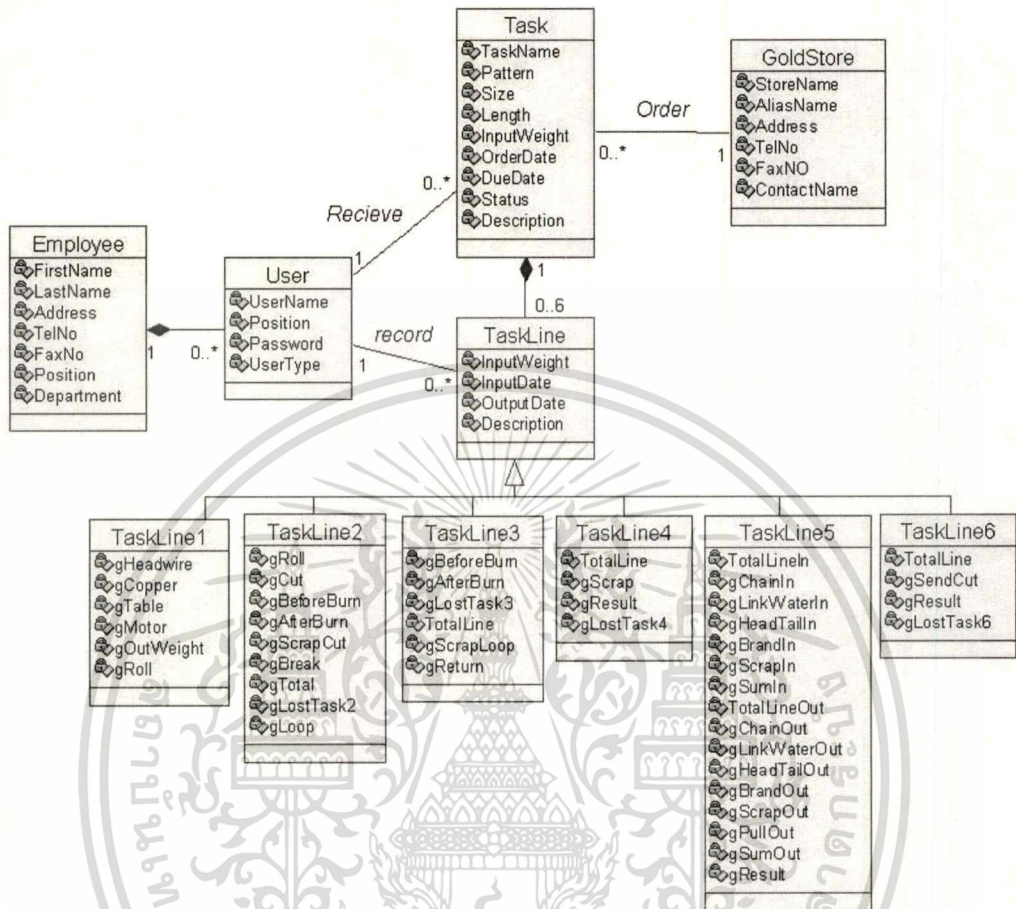 Task
TaskName
Pattern
Size
Length
InputWeight
OrderDate
DueDate
Status
Description
GoldStore
StoreName
AliasName
Address
TelNo
FaxNO
ContactName
Order
0..*
1
0..*
Recieve
1
Employee
FirstName
LastName
Address
TelNo
FaxNo
Position
Department
1
0..*
User
UserName
Position
Password
UserType
record
1
0..*
1
0..6
TaskLine
InputWeight
InputDate
OutputDate
Description
TaskLine1
gHeadwire
gCopper
gTable
gMotor
gOutWeight
gRoll
TaskLine2
gRoll
gCut
gBeforeBurn
gAfterBurn
gScrapCut
gBreak
gTotal
gLostTask2
gLoop
TaskLine3
gBeforeBurn
gAfterBurn
gLostTask3
TotalLine
gScrapLoop
gReturn
TaskLine4
TotalLine
gScrap
gResult
gLostTask4
TaskLine5
TotalLineIn
gChainIn
gLinkWaterIn
gHeadTailIn
gBrandIn
gScrapIn
gSumIn
TotalLineOut
gChainOut
gLinkWaterOut
gHeadTailOut
gBrandOut
gScrapOut
gPullOut
gSumOut
gResult
TaskLine6
TotalLine
gSendCut
gResult
gLostTask6